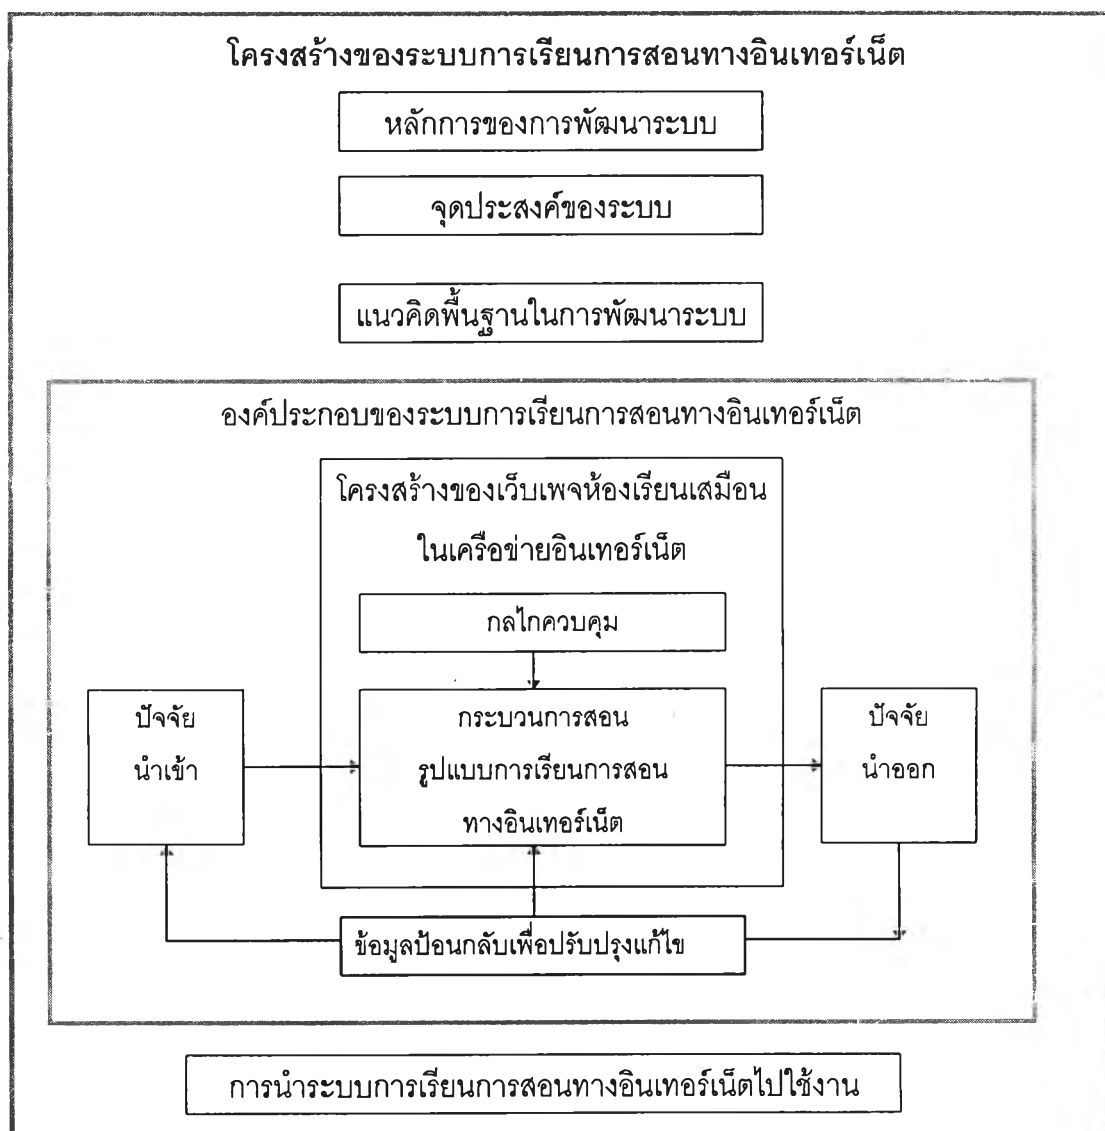 โครงสร้างของระบบการเรียนการสอนทางอินเทอร์เน็ต
หลักการของการพัฒนาระบบ
จุดประสงค์ของระบบ
แนวคิดพื้นฐานในการพัฒนาระบบ
องค์ประกอบของระบบการเรียนการสอนทางอินเทอร์เน็ต
โครงสร้างของเว็บเพจห้องเรียนเสมือน
ในเครือข่ายอินเทอร์เน็ต
กลไกควบคุม
ปัจจัย
นำเข้า
กระบวนการสอน
รูปแบบการเรียนการสอน
ทางอินเทอร์เน็ต
ปัจจัย
นำออก
ข้อมูลป้อนกลับเพื่อปรับปรุงแก้ไข
การนำระบบการเรียนการสอนทางอินเทอร์เน็ตไปใช้งาน